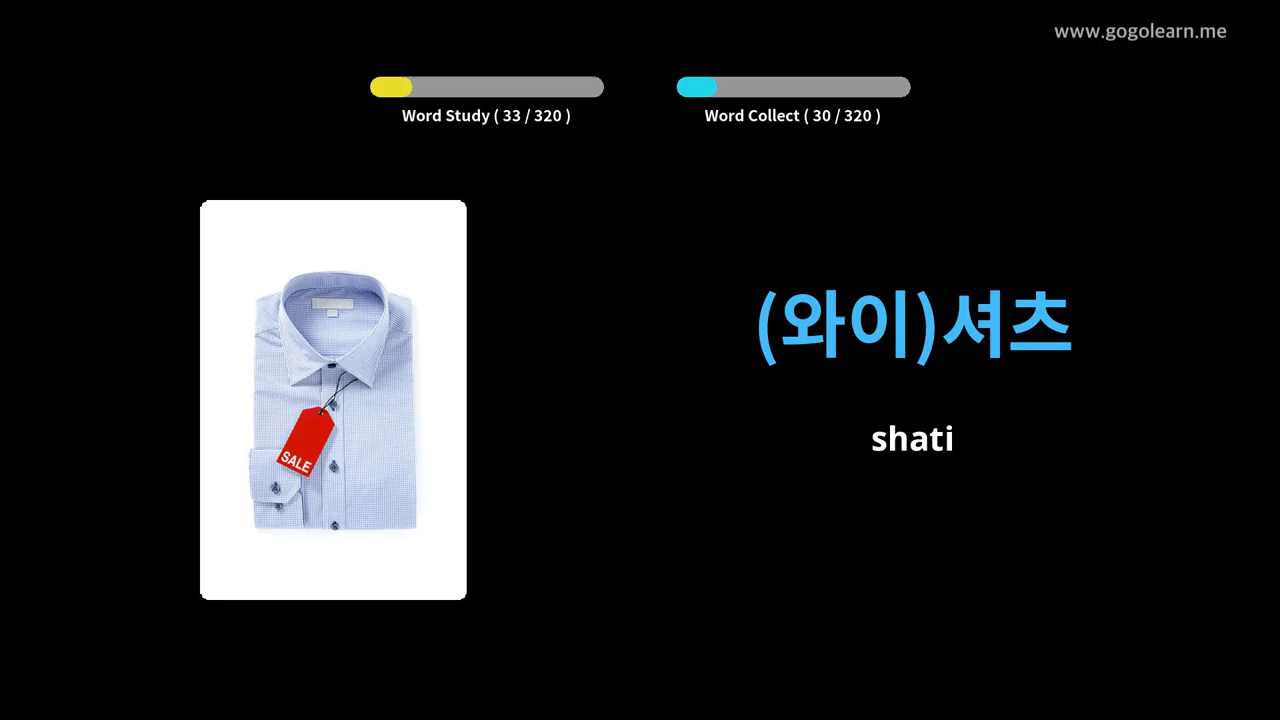 www.gogolearn.me
Word Study ( 33 / 320 )
Word Collect ( 30 / 320 )
SALE
(와이)셔츠
shati